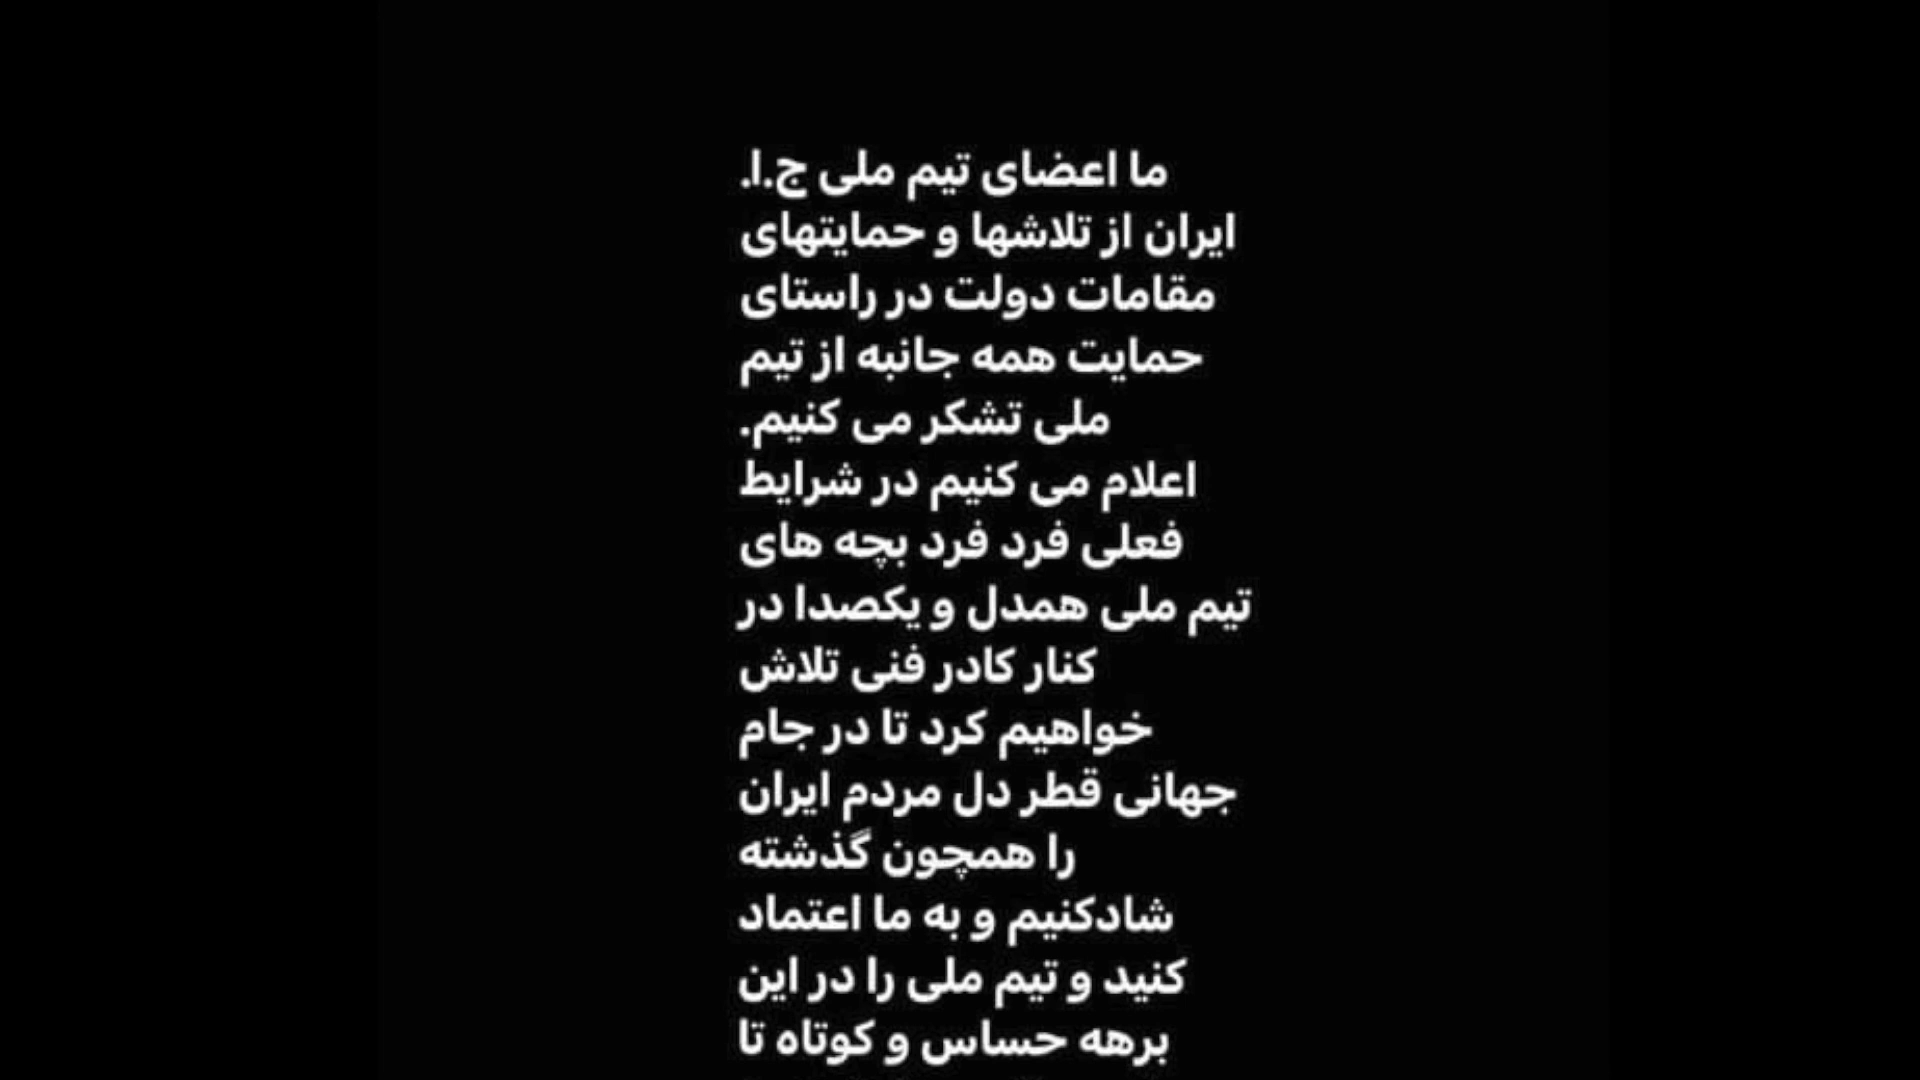 ما اعضای تیم ملی ج.ا.
ایران از تلاشها و حمایتهای
مقامات دولت در راستای
حمایت همه جانبه از تیم
ملی تشکر می کنیم.
اعلام می کنیم در شرایط
فعلی فرد فرد بچه های
تیم ملی همدل و یکصدا در
کنار کادر فنی تلاش
خواهیم کرد تا در جام
جهانی قطر دل مردم ایران
را همچون گذشته
شادکنیم و به ما اعتماد
کنید و تیم ملی را در این
برهه حساس و کوتاه تا